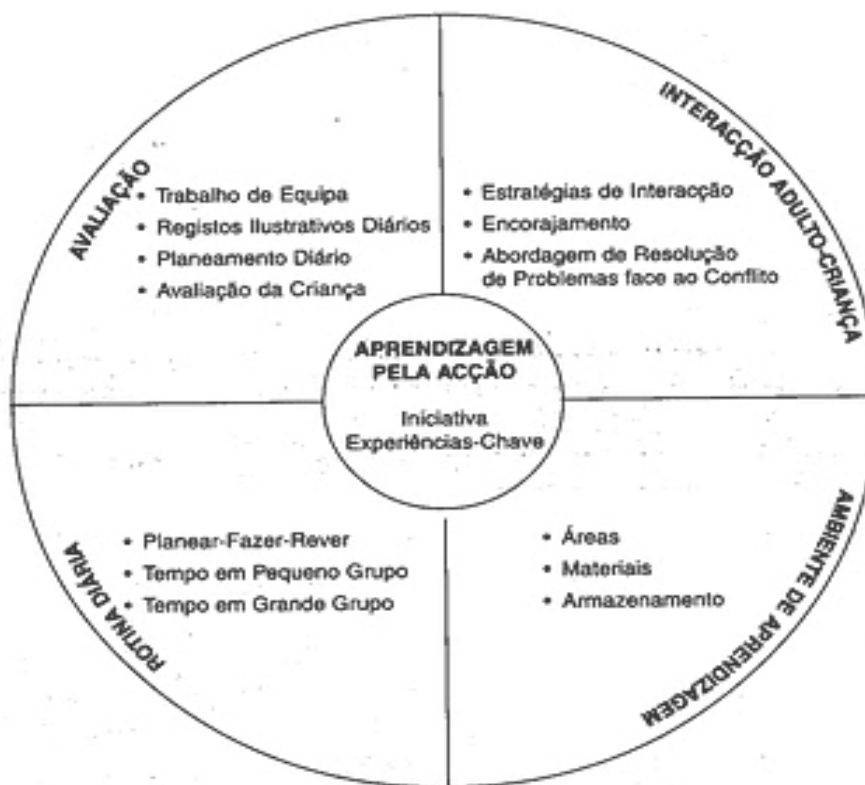 AVALIAÇÃO
• Trabalho de Equipa
• Registos Ilustrativos Diários
• Planeamento Diário
• Avaliação da Criança
INTERACÇÃO ADULTO-CRIANÇA
• Estratégias de Interacção
• Encorajamento
• Abordagem de Resolução
de Problemas face ao Conflito
APRENDIZAGEM
PELA ACÇÃO
Iniciativa
Experiências-Chave
ROTINA DIÁRIA
• Planear-Fazer-Rever
• Tempo em Pequeno Grupo
• Tempo em Grande Grupo
• Áreas
• Materiais
• Armazenamento
AMBIENTE DE APRENDIZAGEM